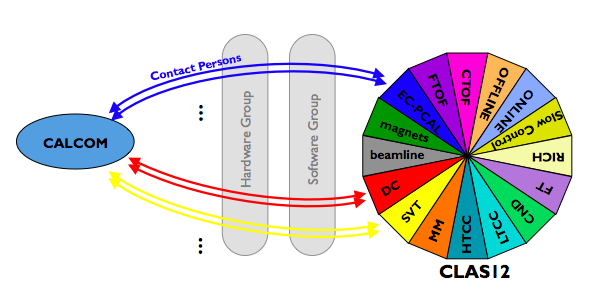 Contact Persons
...
CALCOM
...
Hardware Group
Software Group
EC-PCAL
FTOF
CTOF
OFFLINE
ONLINE
Slow Control
RICH
FT
CND
LTCC
HTCC
MM
SVT
DC
beamline
magnets
CLAS12